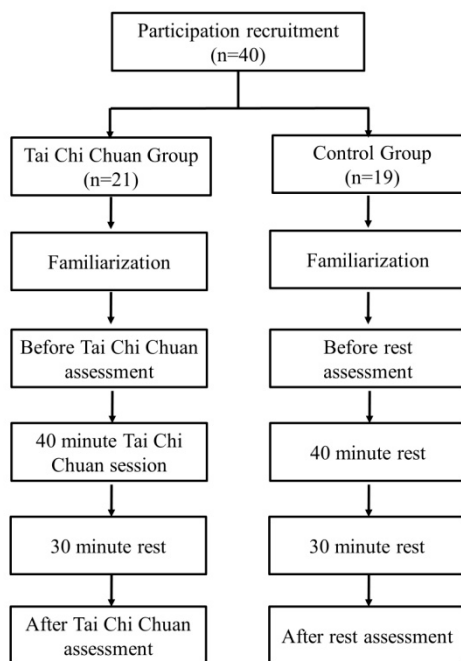 Participation recruitment
(n=40)
Tai Chi Chuan Group
(n=21)
Control Group
(n=19)
Familiarization
Familiarization
Before Tai Chi Chuan
assessment
Before rest
assessment
40 minute Tai Chi
Chuan session
40 minute rest
30 minute rest
30 minute rest
After Tai Chi Chuan
assessment
After rest assessment